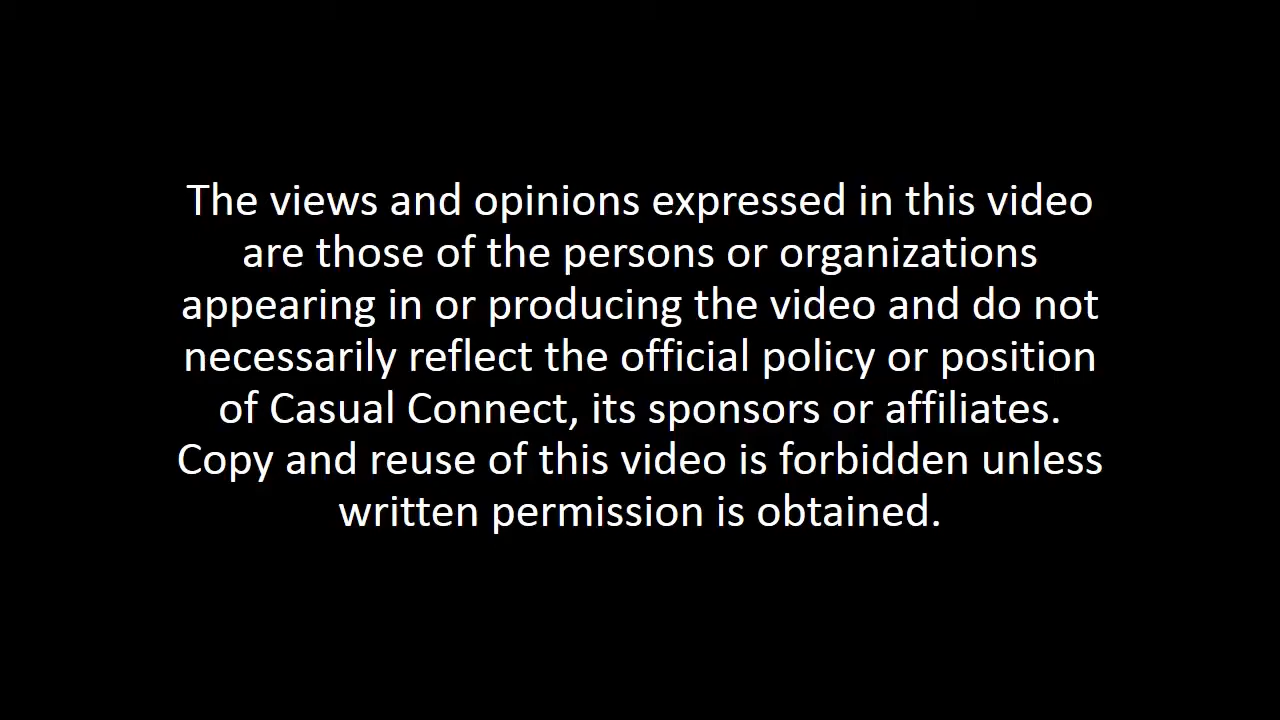 The views and opinions expressed in this video
are those of the persons or organizations
appearing in or producing the video and do not
necessarily reflect the official policy or position
of Casual Connect, its sponsors or affiliates.
Copy and reuse of this video is forbidden unless
written permission is obtained.